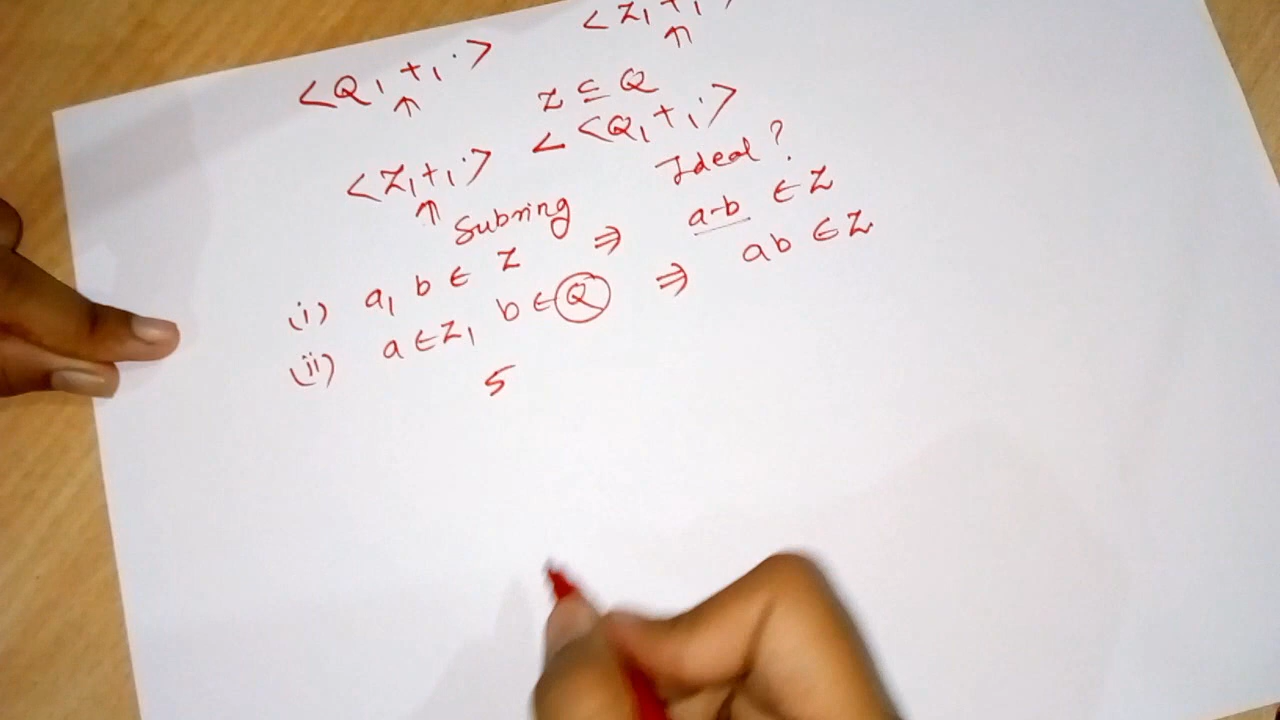 <Z, +, ·>
<Q, +, ·>
Z ⊆ Q
<Z, +, ·> < <Q, +, ·>
Subring Ideal ?
(i) a, b ∈ Z ⇒ a-b ∈ Z
(ii) a ∈ Z, b ∈ Q ⇒ ab ∈ Z
5